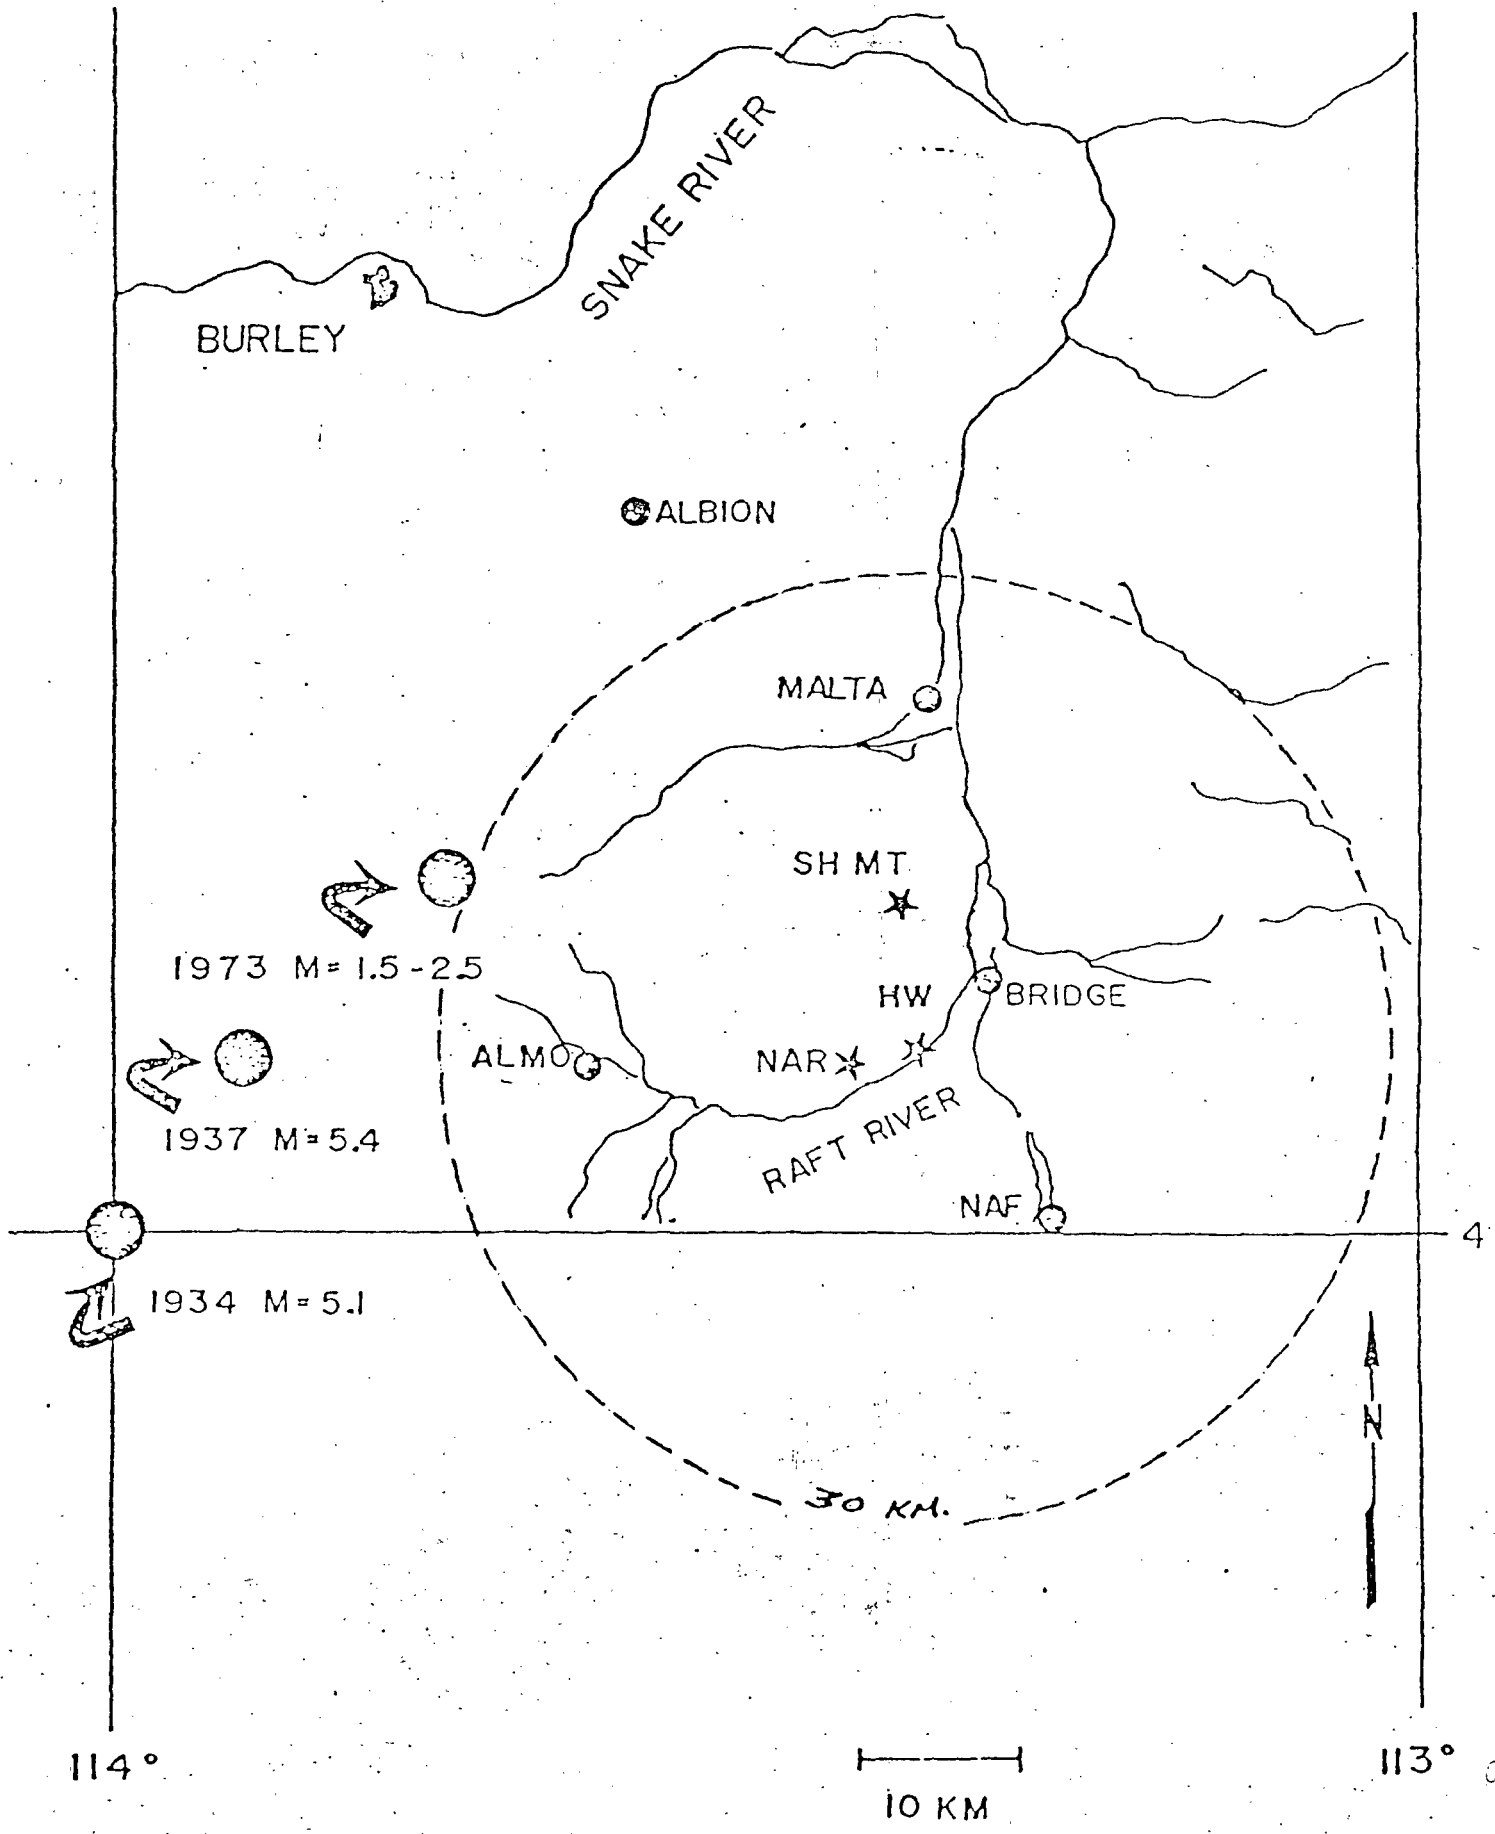 SNAKE RIVER
BURLEY
ALBION
MALTA
SH MT
1973 M= 1.5-2.5
HW
BRIDGE
ALMO
NAR
1937 M=5.4
RAFT RIVER
NAF
4
1934 M=5.1
N
30 KM.
114°
113°
10 KM